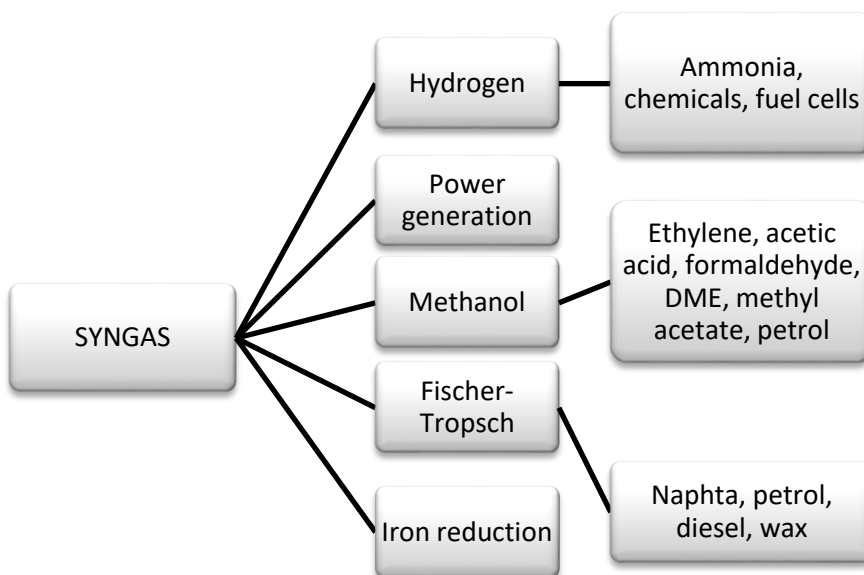 SYNGAS
Hydrogen
Ammonia,
chemicals, fuel cells
Power
generation
Methanol
Ethylene, acetic
acid, formaldehyde,
DME, methyl
acetate, petrol
Fischer-
Tropsch
Naphta, petrol,
diesel, wax
Iron reduction